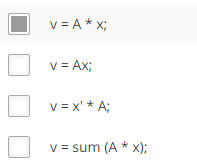 v = A * x;
v = Ax;
v = x' * A;
v = sum (A * x);